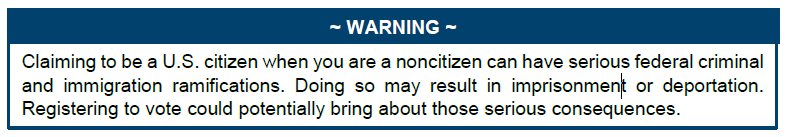 ~ WARNING ~
Claiming to be a U.S. citizen when you are a noncitizen can have serious federal criminal
and immigration ramifications. Doing so may result in imprisonment or deportation.
Registering to vote could potentially bring about those serious consequences.